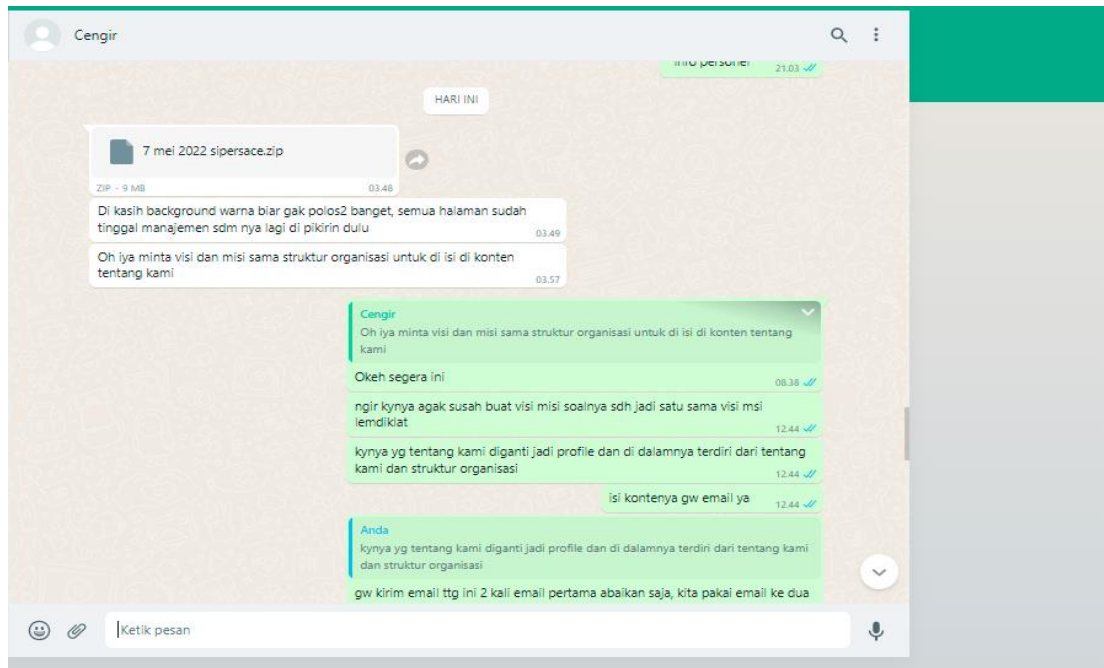 Cengir
info personel 21.03
HARI INI
7 mei 2022 sipersace.zip
ZIP - 9 MB 03.48
Di kasih background warna biar gak polos2 banget, semua halaman sudah
tinggal manajemen sdm nya lagi di pikirin dulu 03.49
Oh iya minta visi dan misi sama struktur organisasi untuk di isi di konten
tentang kami 03.57
Cengir
Oh iya minta visi dan misi sama struktur organisasi untuk di isi di konten tentang
kami
Okeh segera ini 08.38
ngir kynya agak susah buat visi misi soalnya sdh jadi satu sama visi msi
lemdiklat 12.44
kynya yg tentang kami diganti jadi profile dan di dalamnya terdiri dari tentang
kami dan struktur organisasi 12.44
isi kontenya gw email ya 12.44
Anda
kynya yg tentang kami diganti jadi profile dan di dalamnya terdiri dari tentang kami
dan struktur organisasi
gw kirim email ttg ini 2 kali email pertama abaikan saja, kita pakai email ke dua
Ketik pesan